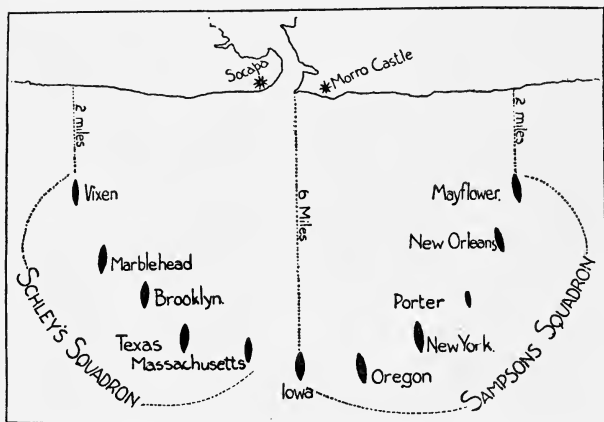 Socapa
Morro Castle
2 miles
2 miles
6 Miles
Vixen
Mayflower.
New Orleans
Marblehead
Brooklyn.
Porter
Texas
Massachusetts
New York.
Iowa
Oregon
SCHLEY'S SQUADRON
SAMPSONS SQUADRON